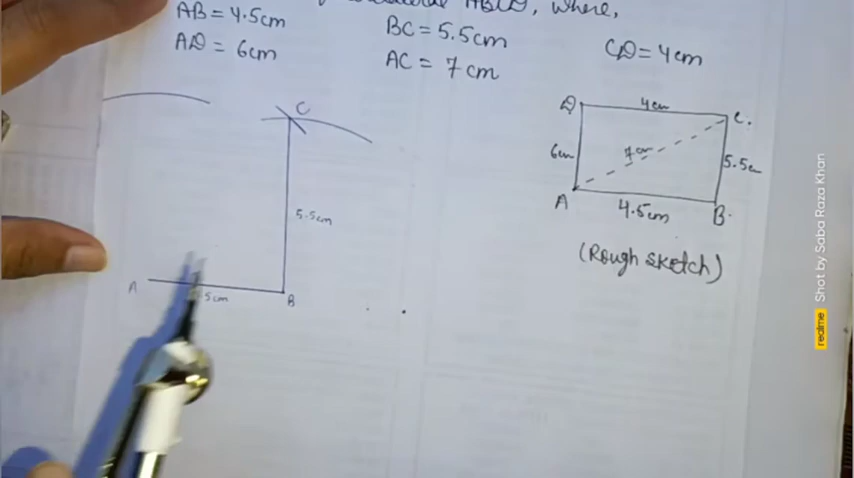 ABCD, where,
AB = 4.5cm
BC = 5.5cm
CD = 4cm
AD = 6cm
AC = 7cm
C
5.5cm
A
5cm
B
D
4cm
C.
6cm
7cm
5.5c
A
4.5cm
B.
(Rough sketch)
realme Shot by Saba Raza Khan